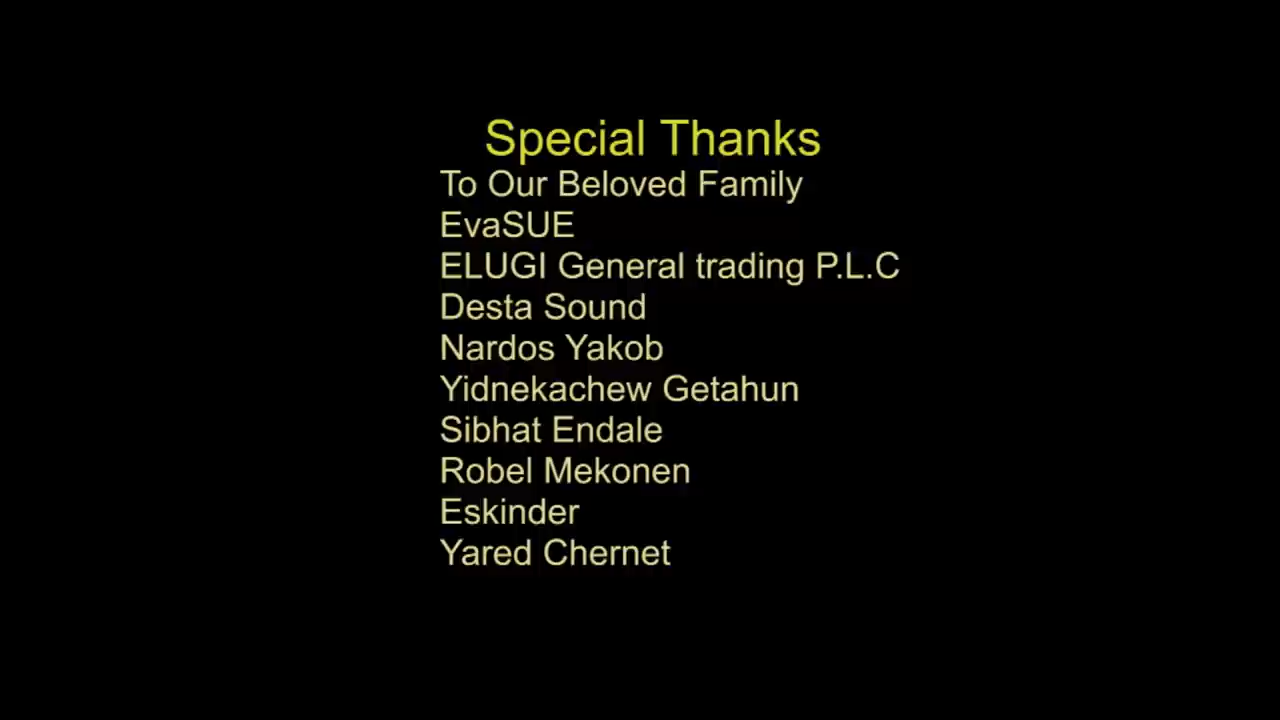 Special Thanks
To Our Beloved Family
EvaSUE
ELUGI General trading P.L.C
Desta Sound
Nardos Yakob
Yidnekachew Getahun
Sibhat Endale
Robel Mekonen
Eskinder
Yared Chernet